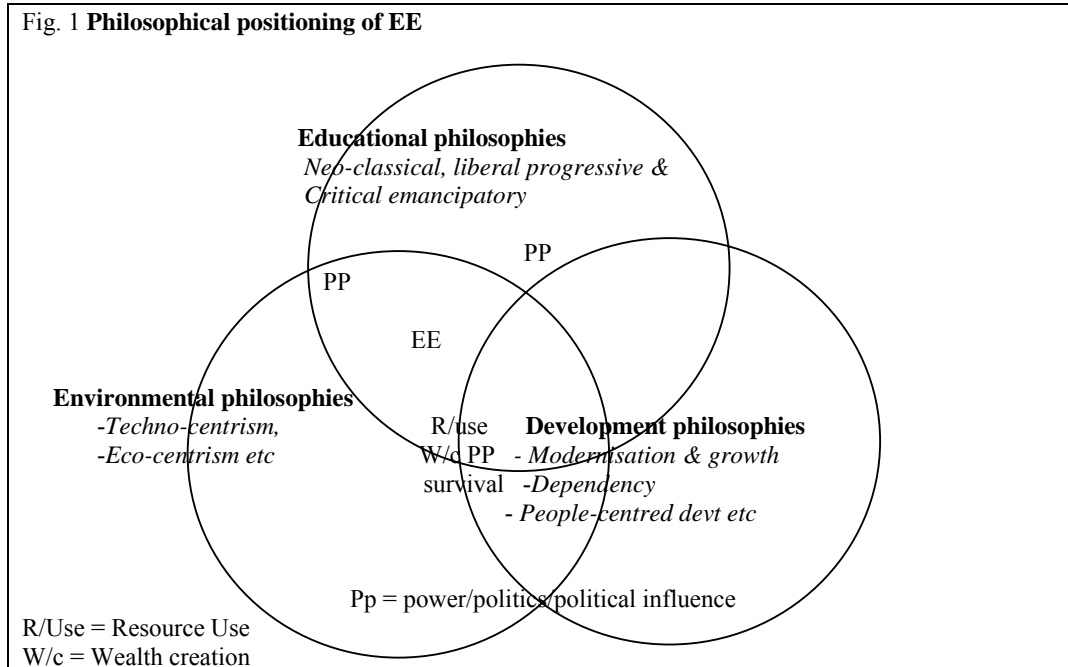 Fig. 1 Philosophical positioning of EE
Educational philosophies
Neo-classical, liberal progressive &
Critical emancipatory
PP
PP
EE
Environmental philosophies
-Techno-centrism,
-Eco-centrism etc
R/use
W/c PP
survival
Development philosophies
- Modernisation & growth
-Dependency
- People-centred devt etc
Pp = power/politics/political influence
R/Use = Resource Use
W/c = Wealth creation